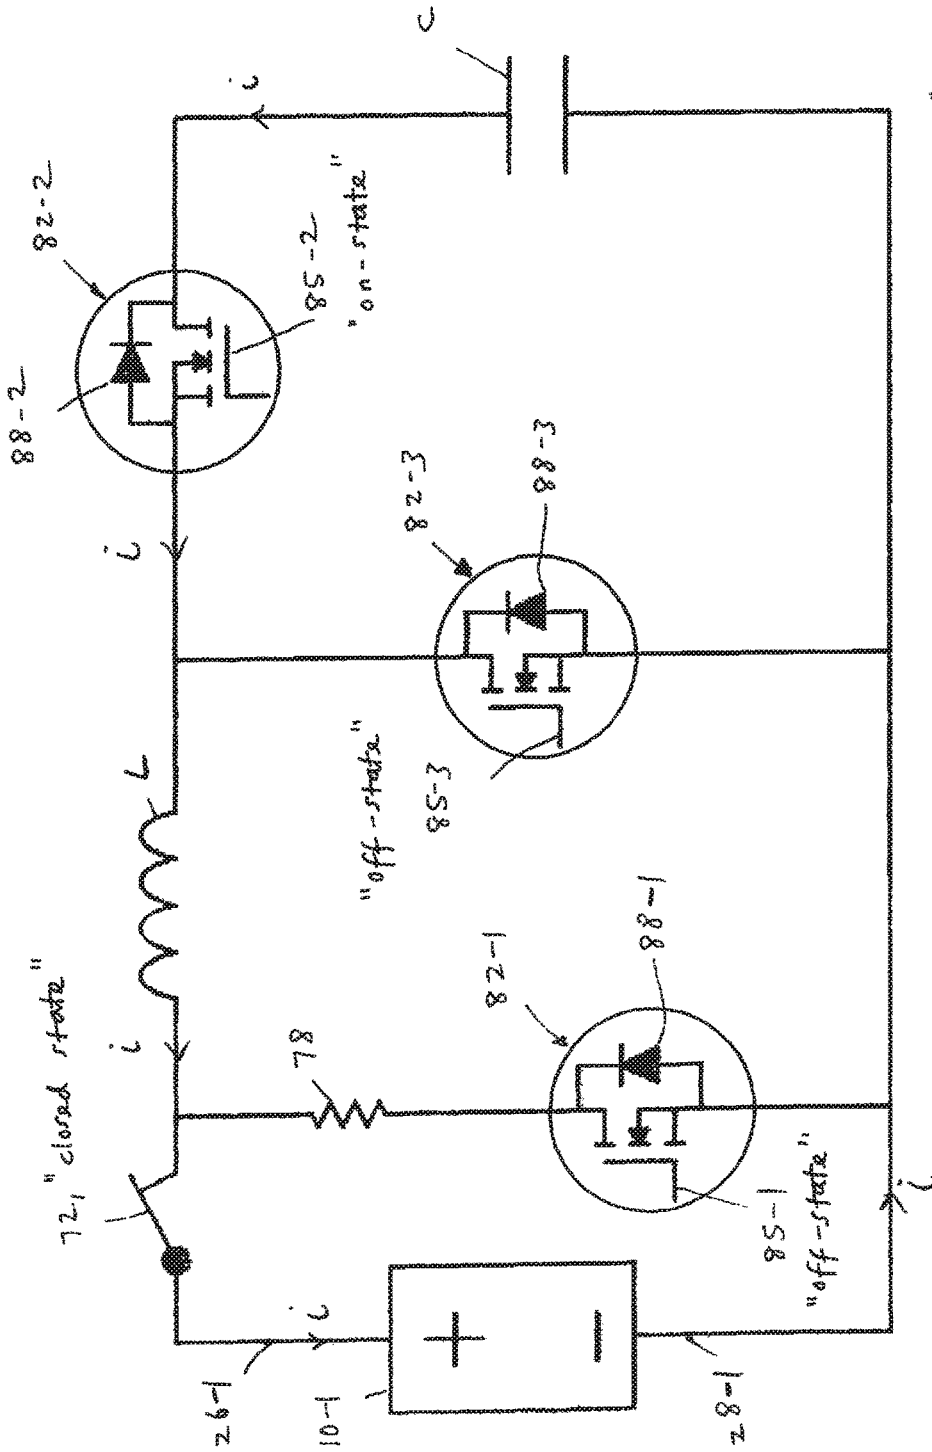 72, "closed state"
i
L
i
88-2
82-2
i
C
85-2
"on-state"
82-3
88-3
"off-state"
85-3
78
82-1
88-1
85-1
"off-state"
26-1
i
10-1
+
−
28-1
i